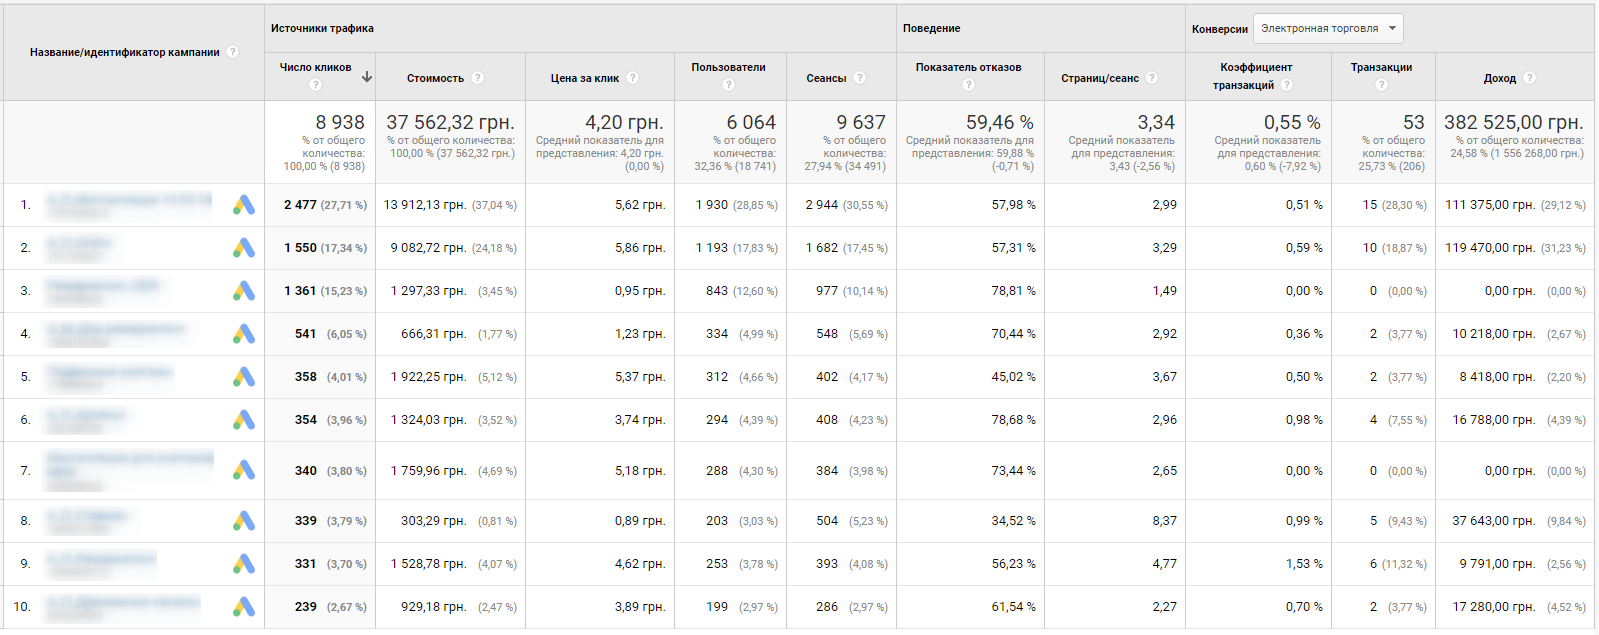 Название/идентификатор кампании ?
Источники трафика
Поведение
Конверсии Электронная торговля
Число кликов ?
Стоимость ?
Цена за клик ?
Пользователи ?
Сеансы ?
Показатель отказов ?
Страниц/сеанс ?
Коэффициент
транзакций ?
Транзакции ?
Доход ?
8 938
% от общего
количества:
100,00 % (8 938)
37 562,32 грн.
% от общего количества:
100,00 % (37 562,32 грн.)
4,20 грн.
Средний показатель для
представления: 4,20 грн.
(0,00 %)
6 064
% от общего
количества:
32,36 % (18 741)
9 637
% от общего
количества:
27,94 % (34 491)
59,46 %
Средний показатель для
представления: 59,88 %
(-0,71 %)
3,34
Средний показатель
для представления:
3,43 (-2,56 %)
0,55 %
Средний показатель
для представления:
0,60 % (-7,92 %)
53
% от общего
количества:
25,73 % (206)
382 525,00 грн.
% от общего количества:
24,58 % (1 556 268,00 грн.)
1. 2 477 (27,71 %) 13 912,13 грн. (37,04 %) 5,62 грн. 1 930 (28,85 %) 2 944 (30,55 %) 57,98 % 2,99 0,51 % 15 (28,30 %) 111 375,00 грн. (29,12 %)
2. 1 550 (17,34 %) 9 082,72 грн. (24,18 %) 5,86 грн. 1 193 (17,83 %) 1 682 (17,45 %) 57,31 % 3,29 0,59 % 10 (18,87 %) 119 470,00 грн. (31,23 %)
3. 1 361 (15,23 %) 1 297,33 грн. (3,45 %) 0,95 грн. 843 (12,60 %) 977 (10,14 %) 78,81 % 1,49 0,00 % 0 (0,00 %) 0,00 грн. (0,00 %)
4. 541 (6,05 %) 666,31 грн. (1,77 %) 1,23 грн. 334 (4,99 %) 548 (5,69 %) 70,44 % 2,92 0,36 % 2 (3,77 %) 10 218,00 грн. (2,67 %)
5. 358 (4,01 %) 1 922,25 грн. (5,12 %) 5,37 грн. 312 (4,66 %) 402 (4,17 %) 45,02 % 3,67 0,50 % 2 (3,77 %) 8 418,00 грн. (2,20 %)
6. 354 (3,96 %) 1 324,03 грн. (3,52 %) 3,74 грн. 294 (4,39 %) 408 (4,23 %) 78,68 % 2,96 0,98 % 4 (7,55 %) 16 788,00 грн. (4,39 %)
7. 340 (3,80 %) 1 759,96 грн. (4,69 %) 5,18 грн. 288 (4,30 %) 384 (3,98 %) 73,44 % 2,65 0,00 % 0 (0,00 %) 0,00 грн. (0,00 %)
8. 339 (3,79 %) 303,29 грн. (0,81 %) 0,89 грн. 203 (3,03 %) 504 (5,23 %) 34,52 % 8,37 0,99 % 5 (9,43 %) 37 643,00 грн. (9,84 %)
9. 331 (3,70 %) 1 528,78 грн. (4,07 %) 4,62 грн. 253 (3,78 %) 393 (4,08 %) 56,23 % 4,77 1,53 % 6 (11,32 %) 9 791,00 грн. (2,56 %)
10. 239 (2,67 %) 929,18 грн. (2,47 %) 3,89 грн. 199 (2,97 %) 286 (2,97 %) 61,54 % 2,27 0,70 % 2 (3,77 %) 17 280,00 грн. (4,52 %)